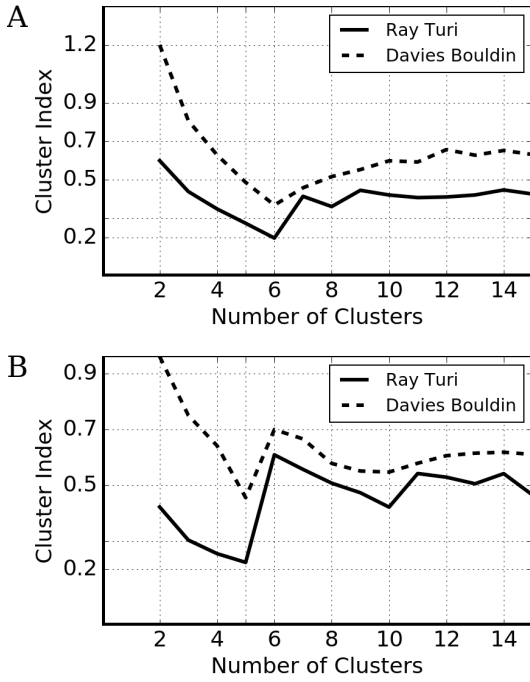 A
Ray Turi
Davies Bouldin
Cluster Index
1.2
0.9
0.7
0.5
0.2
2 4 6 8 10 12 14
Number of Clusters
B
Ray Turi
Davies Bouldin
Cluster Index
0.9
0.7
0.5
0.2
2 4 6 8 10 12 14
Number of Clusters